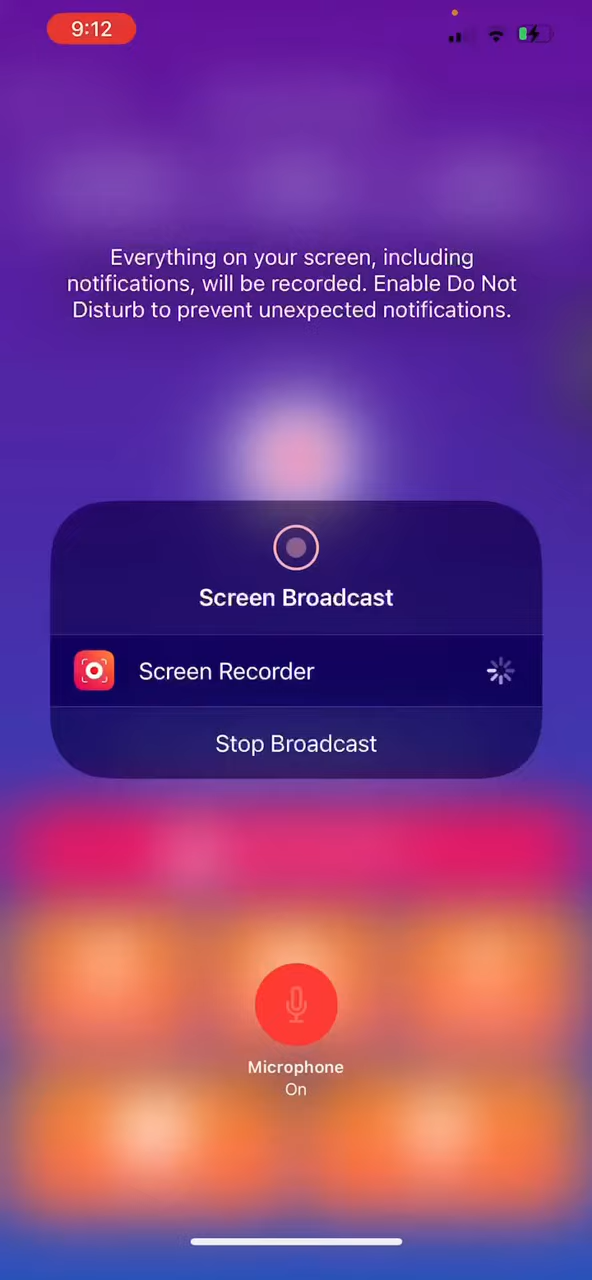 9:12
Everything on your screen, including
notifications, will be recorded. Enable Do Not
Disturb to prevent unexpected notifications.
Screen Broadcast
Screen Recorder
Stop Broadcast
Microphone
On